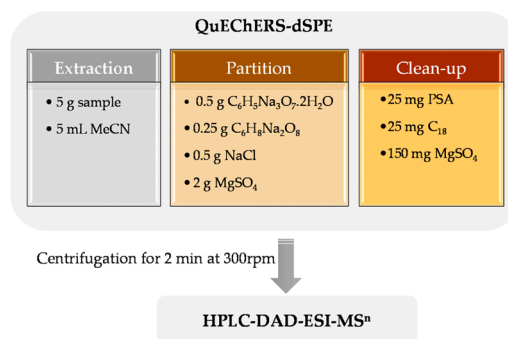 QuEChERS-dSPE
Extraction
• 5 g sample
• 5 mL MeCN
Partition
• 0.5 g C₆H₅Na₃O₇.2H₂O
• 0.25 g C₆H₈Na₂O₈
• 0.5 g NaCl
• 2 g MgSO₄
Clean-up
•25 mg PSA
•25 mg C₁₈
•150 mg MgSO₄
Centrifugation for 2 min at 300rpm
HPLC-DAD-ESI-MSⁿ